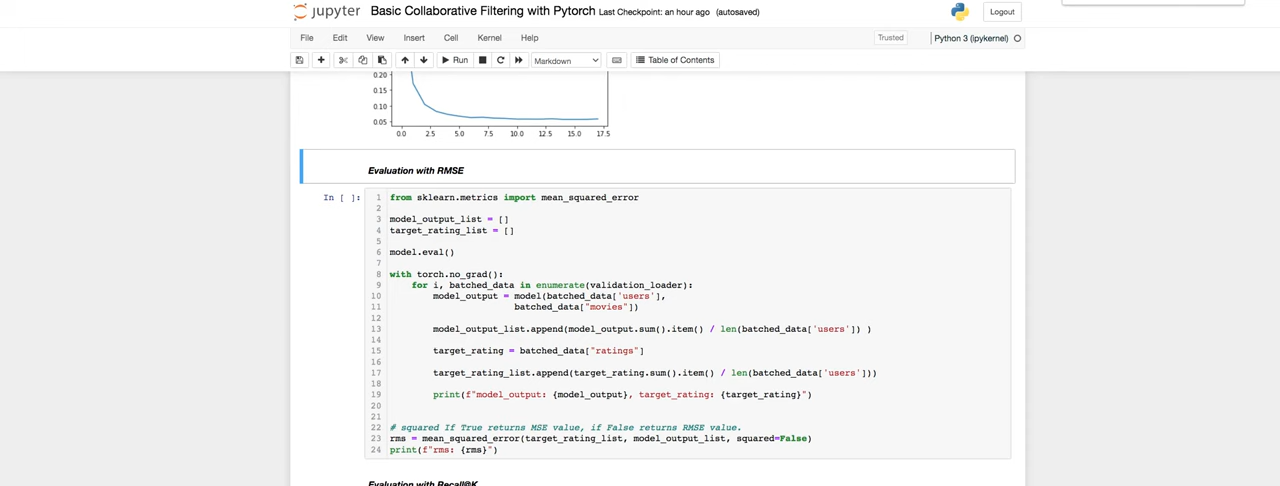 jupyter Basic Collaborative Filtering with Pytorch Last Checkpoint: an hour ago (autosaved)
Logout
File Edit View Insert Cell Kernel Help
Trusted Python 3 (ipykernel)
Run Markdown Table of Contents
0.20
0.15
0.10
0.05
0.0 2.5 5.0 7.5 10.0 12.5 15.0 17.5
Evaluation with RMSE
In [ ]:
1 from sklearn.metrics import mean_squared_error
2
3 model_output_list = []
4 target_rating_list = []
5
6 model.eval()
7
8 with torch.no_grad():
9 for i, batched_data in enumerate(validation_loader):
10 model_output = model(batched_data['users'],
11 batched_data["movies"])
12
13 model_output_list.append(model_output.sum().item() / len(batched_data['users']) )
14
15 target_rating = batched_data["ratings"]
16
17 target_rating_list.append(target_rating.sum().item() / len(batched_data['users']))
18
19 print(f"model_output: {model_output}, target_rating: {target_rating}")
20
21
22 # squared If True returns MSE value, if False returns RMSE value.
23 rms = mean_squared_error(target_rating_list, model_output_list, squared=False)
24 print(f"rms: {rms}")
Evaluation with Recall@K